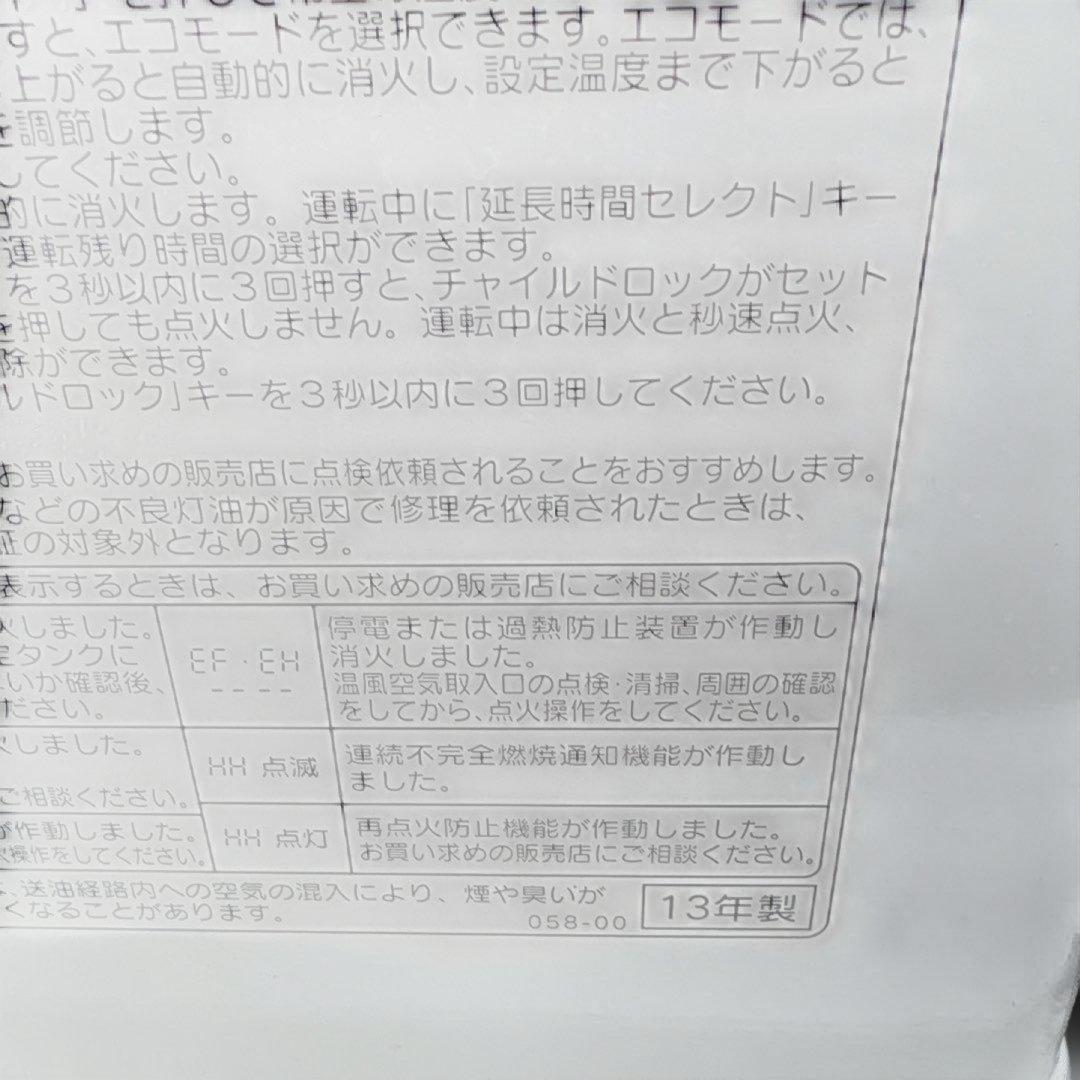 すと、エコモードを選択できます。エコモードでは、
上がると自動的に消火し、設定温度まで下がると
を調節します。
してください。
的に消火します。運転中に「延長時間セレクト」キー
運転残り時間の選択ができます。
を3秒以内に3回押すと、チャイルドロックがセット
を押しても点火しません。運転中は消火と秒速点火、
除ができます。
ルドロック」キーを3秒以内に3回押してください。
お買い求めの販売店に点検依頼されることをおすすめします。
などの不良灯油が原因で修理を依頼されたときは、
証の対象外となります。
表示するときは、お買い求めの販売店にご相談ください。
しました。
定タンクに
いか確認後、
ださい。
EF・EH
----
停電または過熱防止装置が作動し
消火しました。
温風空気取入口の点検・清掃、周囲の確認
をしてから、点火操作をしてください。
火しました。
ご相談ください。
HH 点滅
連続不完全燃焼通知機能が作動し
ました。
が作動しました。
火操作をしてください。
HH 点灯
再点火防止機能が作動しました。
お買い求めの販売店にご相談ください。
、送油経路内への空気の混入により、煙や臭いが
くなることがあります。
058-00
13年製